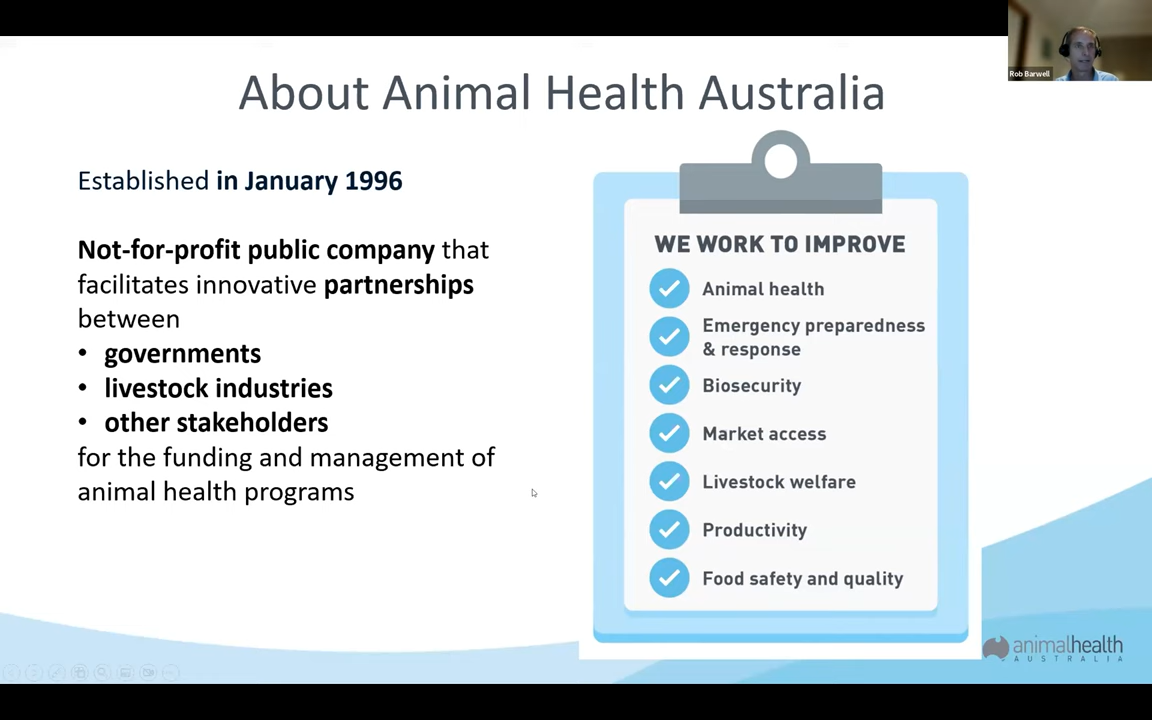 Rob Barwell
About Animal Health Australia
Established in January 1996
Not-for-profit public company that
facilitates innovative partnerships
between
• governments
• livestock industries
• other stakeholders
for the funding and management of
animal health programs
WE WORK TO IMPROVE
Animal health
Emergency preparedness
& response
Biosecurity
Market access
Livestock welfare
Productivity
Food safety and quality
animalhealth
AUSTRALIA